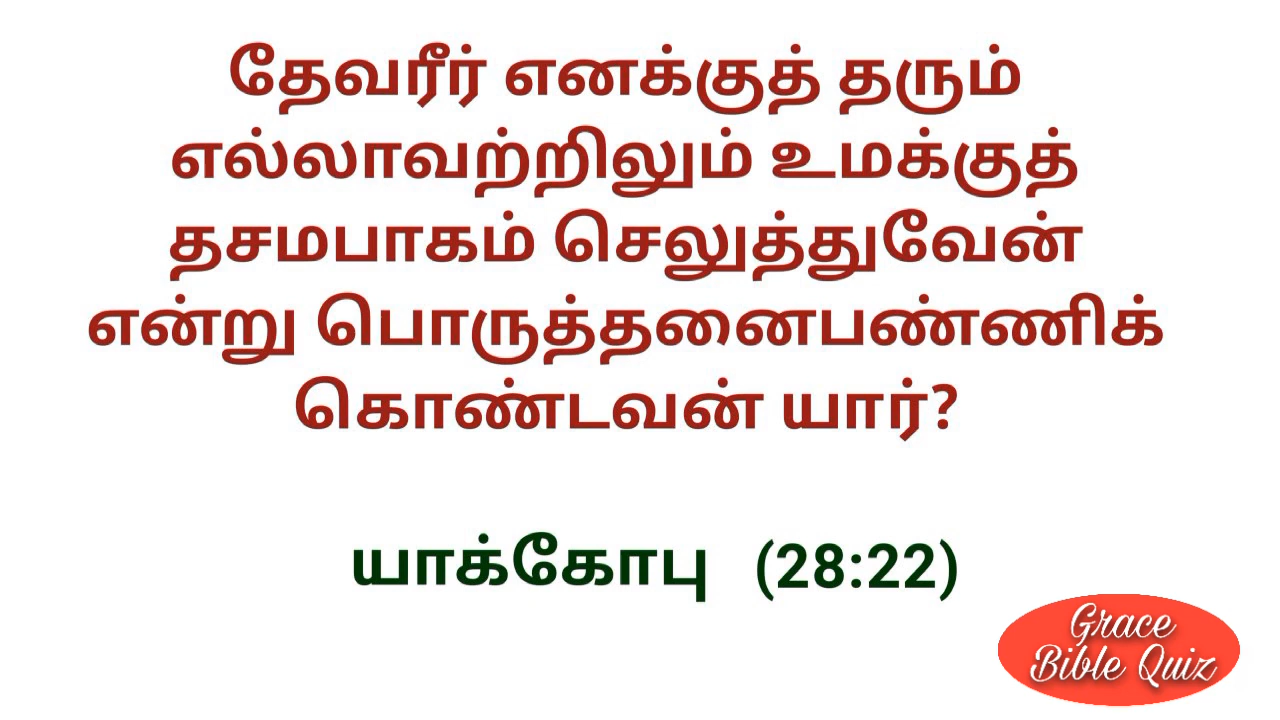 தேவரீர் எனக்குத் தரும்
எல்லாவற்றிலும் உமக்குத்
தசமபாகம் செலுத்துவேன்
என்று பொருத்தனைபண்ணிக்
கொண்டவன் யார்?
யாக்கோபு (28:22)
Grace
Bible Quiz